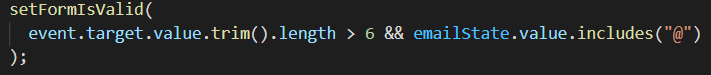 setFormIsValid(
event.target.value.trim().length > 6 && emailState.value.includes("@")
);